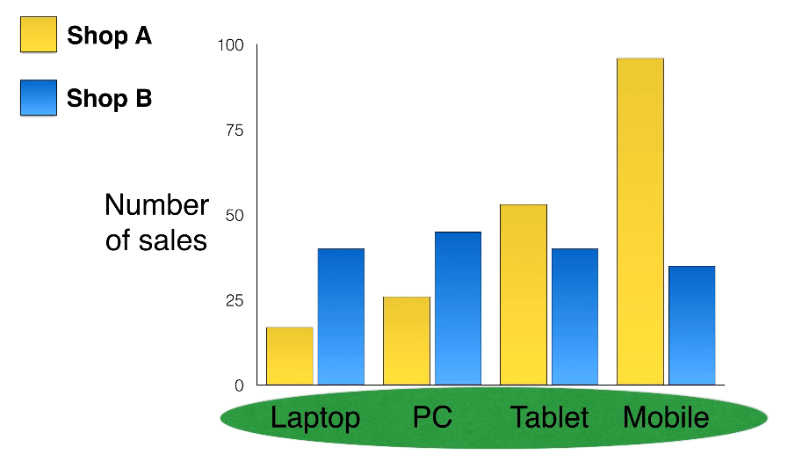 Shop A
Shop B
100
75
50
25
0
Number
of sales
Laptop PC Tablet Mobile